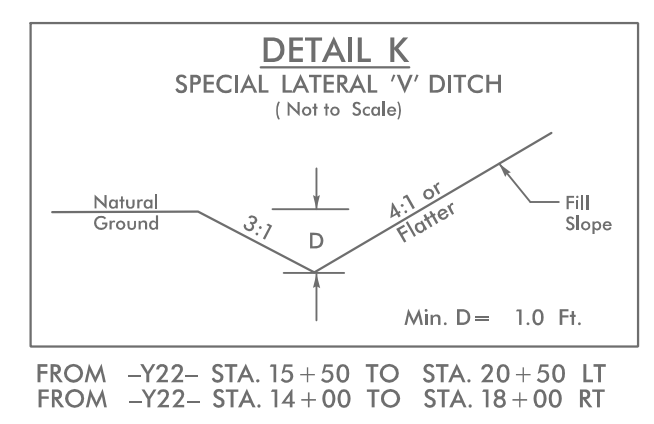 DETAIL K
SPECIAL LATERAL 'V' DITCH
( Not to Scale)
Natural
Ground
3:1
D
4:1 or
Flatter
Fill
Slope
Min. D= 1.0 Ft.
FROM -Y22- STA. 15+50 TO STA. 20+50 LT
FROM -Y22- STA. 14+00 TO STA. 18+00 RT